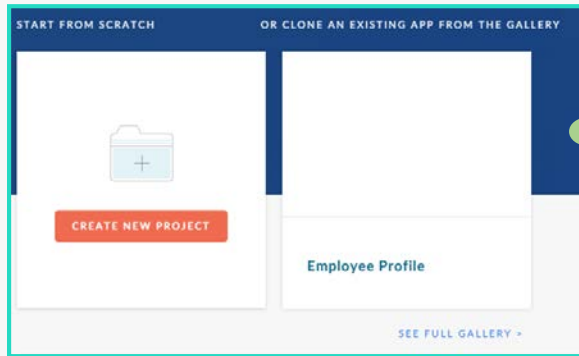 START FROM SCRATCH
OR CLONE AN EXISTING APP FROM THE GALLERY
CREATE NEW PROJECT
Employee Profile
SEE FULL GALLERY »